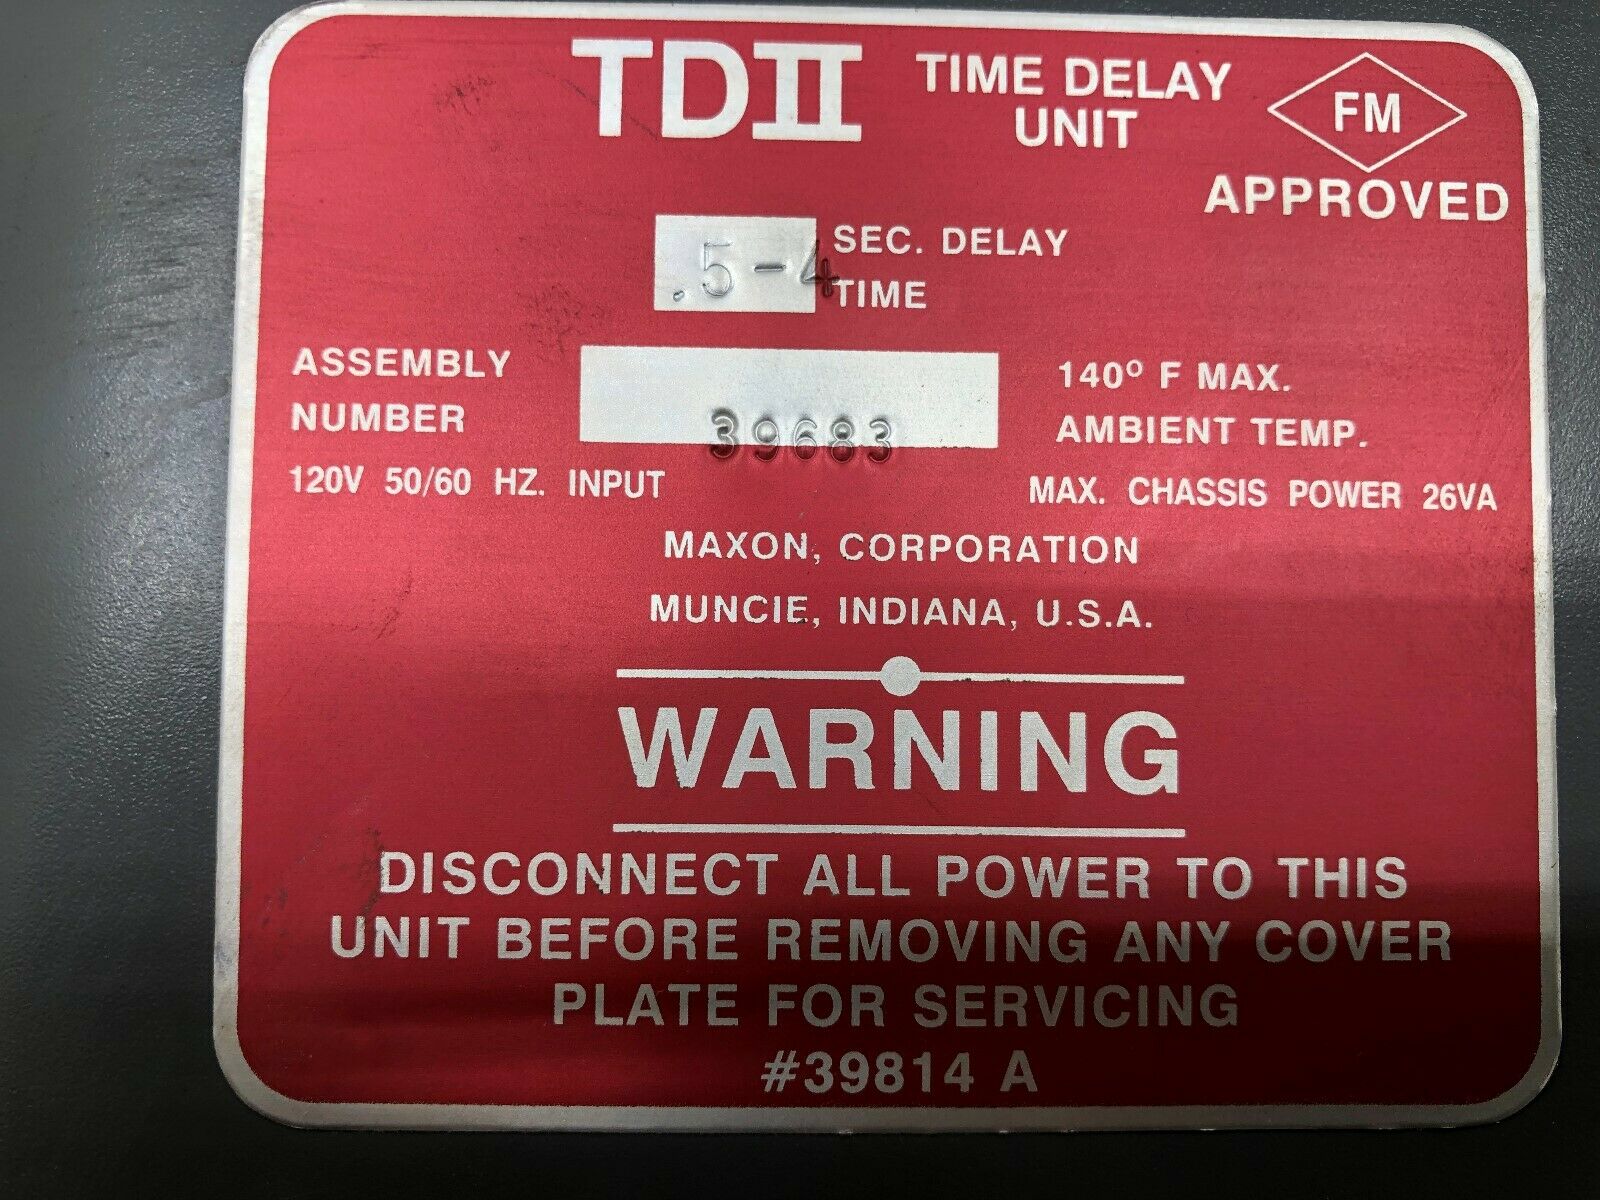 TDII TIME DELAY UNIT
FM
APPROVED
.5-4 SEC. DELAY TIME
ASSEMBLY NUMBER 39683
140° F MAX.
AMBIENT TEMP.
120V 50/60 HZ. INPUT
MAX. CHASSIS POWER 26VA
MAXON, CORPORATION
MUNCIE, INDIANA, U.S.A.
WARNING
DISCONNECT ALL POWER TO THIS
UNIT BEFORE REMOVING ANY COVER
PLATE FOR SERVICING
#39814 A